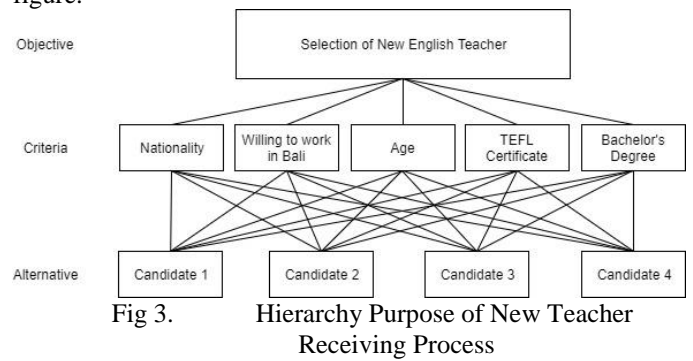 figure.
Objective
Selection of New English Teacher
Criteria
Nationality
Willing to work
in Bali
Age
TEFL
Certificate
Bachelor's
Degree
Alternative
Candidate 1
Candidate 2
Candidate 3
Candidate 4
Fig 3. Hierarchy Purpose of New Teacher
Receiving Process